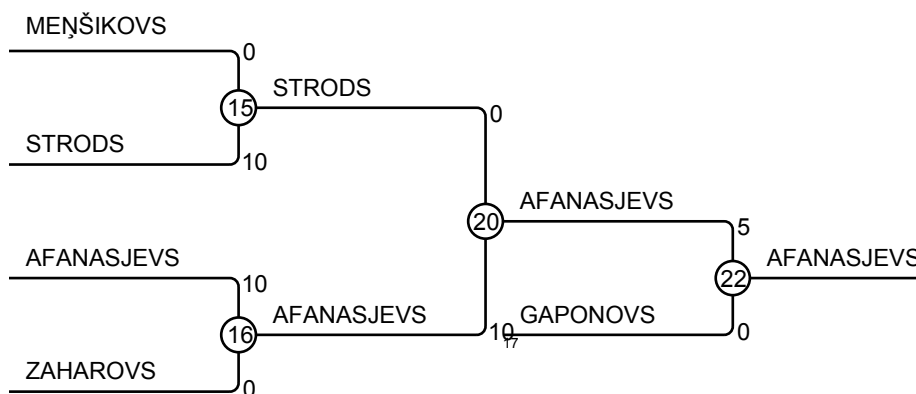 MEŅŠIKOVS
0
15
STRODS
0
STRODS
10
20
AFANASJEVS
5
AFANASJEVS
10
22
AFANASJEVS
16
AFANASJEVS
10
17
GAPONOVS
0
ZAHAROVS
0